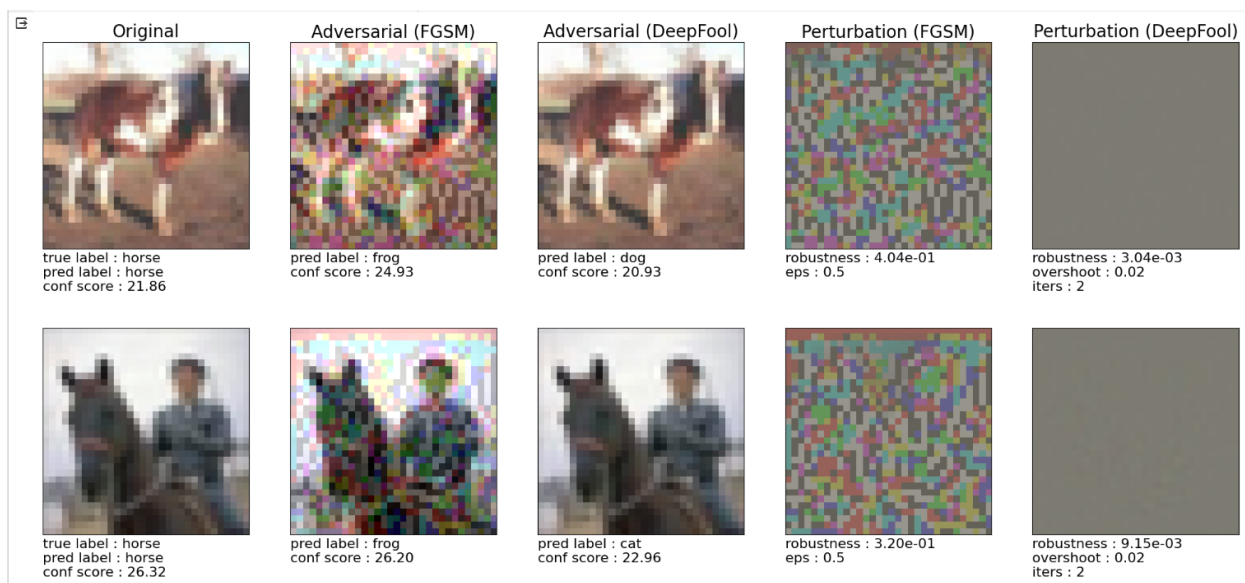 Original
Adversarial (FGSM)
Adversarial (DeepFool)
Perturbation (FGSM)
Perturbation (DeepFool)
true label : horse
pred label : horse
conf score : 21.86
pred label : frog
conf score : 24.93
pred label : dog
conf score : 20.93
robustness : 4.04e-01
eps : 0.5
robustness : 3.04e-03
overshoot : 0.02
iters : 2
true label : horse
pred label : horse
conf score : 26.32
pred label : frog
conf score : 26.20
pred label : cat
conf score : 22.96
robustness : 3.20e-01
eps : 0.5
robustness : 9.15e-03
overshoot : 0.02
iters : 2